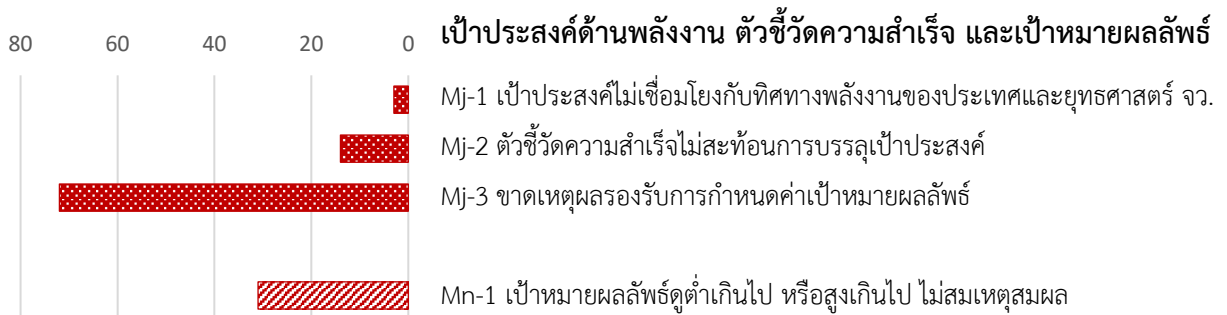 80 60 40 20 0
เป้าประสงค์ด้านพลังงาน ตัวชี้วัดความสำเร็จ และเป้าหมายผลลัพธ์
Mj-1 เป้าประสงค์ไม่เชื่อมโยงกับทิศทางพลังงานของประเทศและยุทธศาสตร์ จว.
Mj-2 ตัวชี้วัดความสำเร็จไม่สะท้อนการบรรลุเป้าประสงค์
Mj-3 ขาดเหตุผลรองรับการกำหนดค่าเป้าหมายผลลัพธ์
Mn-1 เป้าหมายผลลัพธ์ดูต่ำเกินไป หรือสูงเกินไป ไม่สมเหตุสมผล